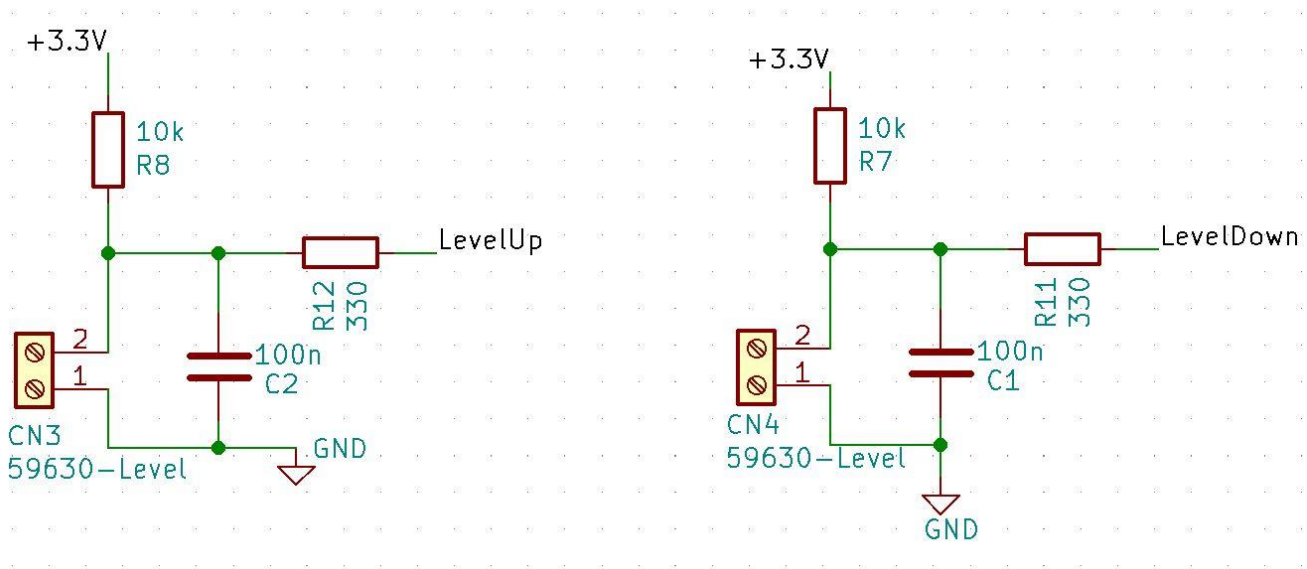 +3.3V
10k
R8
LevelUp
R12
330
2
1
100n
C2
CN3
59630-Level
GND
+3.3V
10k
R7
LevelDown
R11
330
2
1
100n
C1
CN4
59630-Level
GND